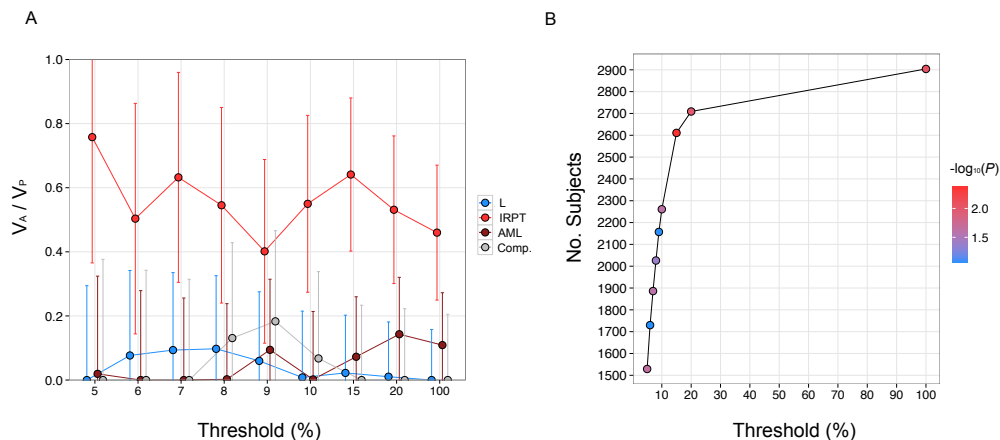 A
1.0
0.8
0.6
0.4
0.2
0.0
V_A / V_P
5 6 7 8 9 10 15 20 100
Threshold (%)
L
IRPT
AML
Comp.
B
2900
2800
2700
2600
2500
2400
2300
2200
2100
2000
1900
1800
1700
1600
1500
No. Subjects
10 20 30 40 50 60 70 80 90 100
Threshold (%)
-log₁₀(P)
2.0
1.5